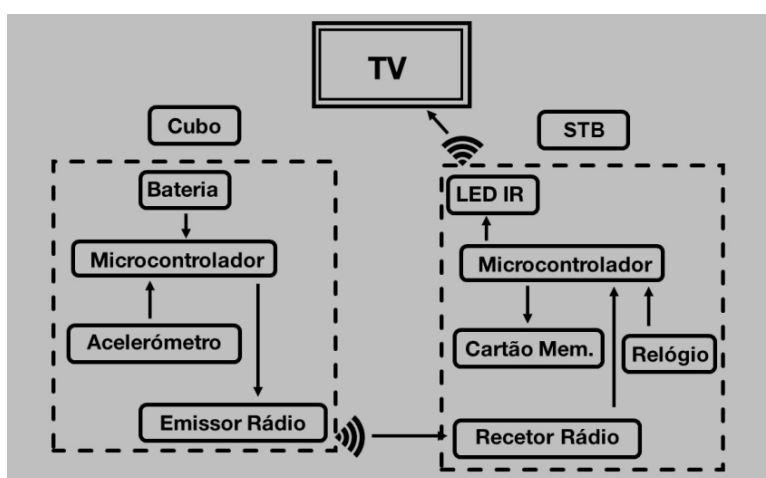 TV
Cubo
STB
Bateria
LED IR
Microcontrolador
Microcontrolador
Acelerómetro
Cartão Mem.
Relógio
Emissor Rádio
Recetor Rádio